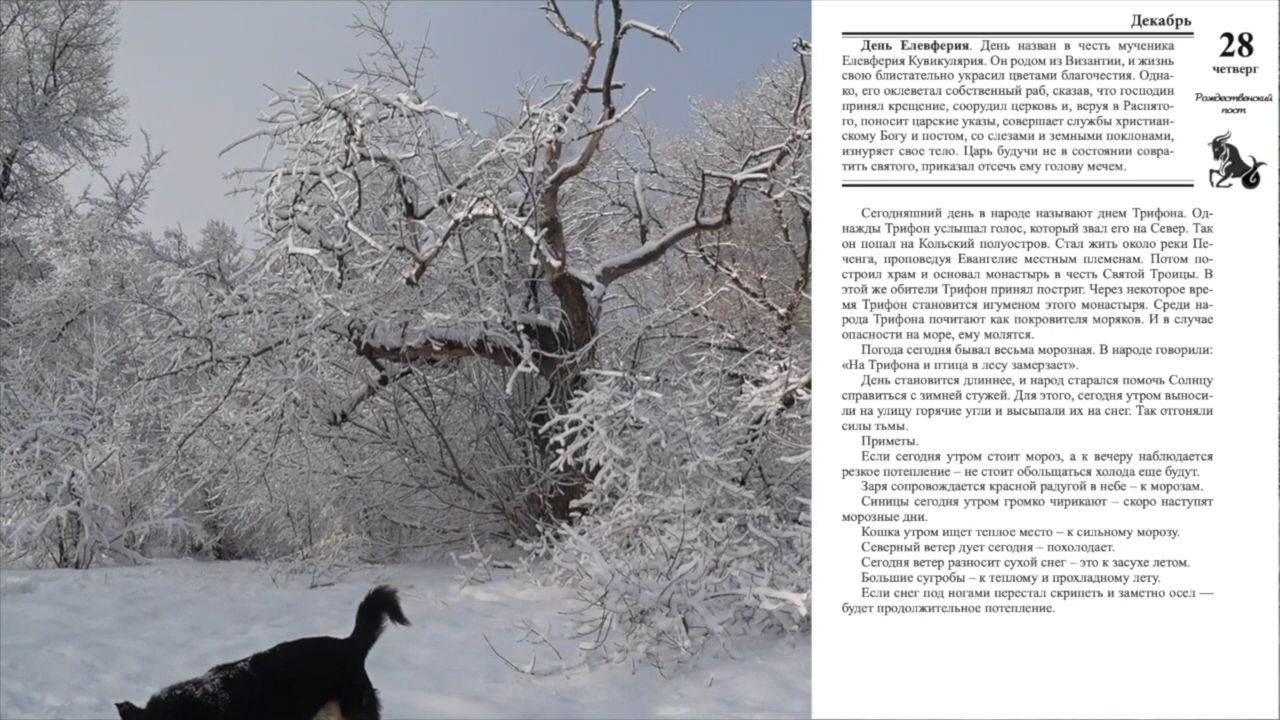 Декабрь
28
четверг
Рождественский
пост
День Елевферия. День назван в честь мученика
Елевферия Кувикулярия. Он родом из Византии, и жизнь
свою блистательно украсил цветами благочестия. Одна-
ко, его оклеветал собственный раб, сказав, что господин
принял крещение, соорудил церковь и, веруя в Распято-
го, поносит царские указы, совершает службы христиан-
скому Богу и постом, со слезами и земными поклонами,
изнуряет свое тело. Царь будучи не в состоянии совра-
тить святого, приказал отсечь ему голову мечем.
Сегодняшний день в народе называют днем Трифона. Од-
нажды Трифон услышал голос, который звал его на Север. Так
он попал на Кольский полуостров. Стал жить около реки Пе-
ченга, проповедуя Евангелие местным племенам. Потом по-
строил храм и основал монастырь в честь Святой Троицы. В
этой же обители Трифон принял постриг. Через некоторое вре-
мя Трифон становится игуменом этого монастыря. Среди на-
рода Трифона почитают как покровителя моряков. И в случае
опасности на море, ему молятся.
Погода сегодня бывал весьма морозная. В народе говорили:
«На Трифона и птица в лесу замерзает».
День становится длиннее, и народ старался помочь Солнцу
справиться с зимней стужей. Для этого, сегодня утром выноси-
ли на улицу горячие угли и высыпали их на снег. Так отгоняли
силы тьмы.
Приметы.
Если сегодня утром стоит мороз, а к вечеру наблюдается
резкое потепление – не стоит обольщаться холода еще будут.
Заря сопровождается красной радугой в небе – к морозам.
Синицы сегодня утром громко чирикают – скоро наступят
морозные дни.
Кошка утром ищет теплое место – к сильному морозу.
Северный ветер дует сегодня – похолодает.
Сегодня ветер разносит сухой снег – это к засухе летом.
Большие сугробы – к теплому и прохладному лету.
Если снег под ногами перестал скрипеть и заметно осел —
будет продолжительное потепление.